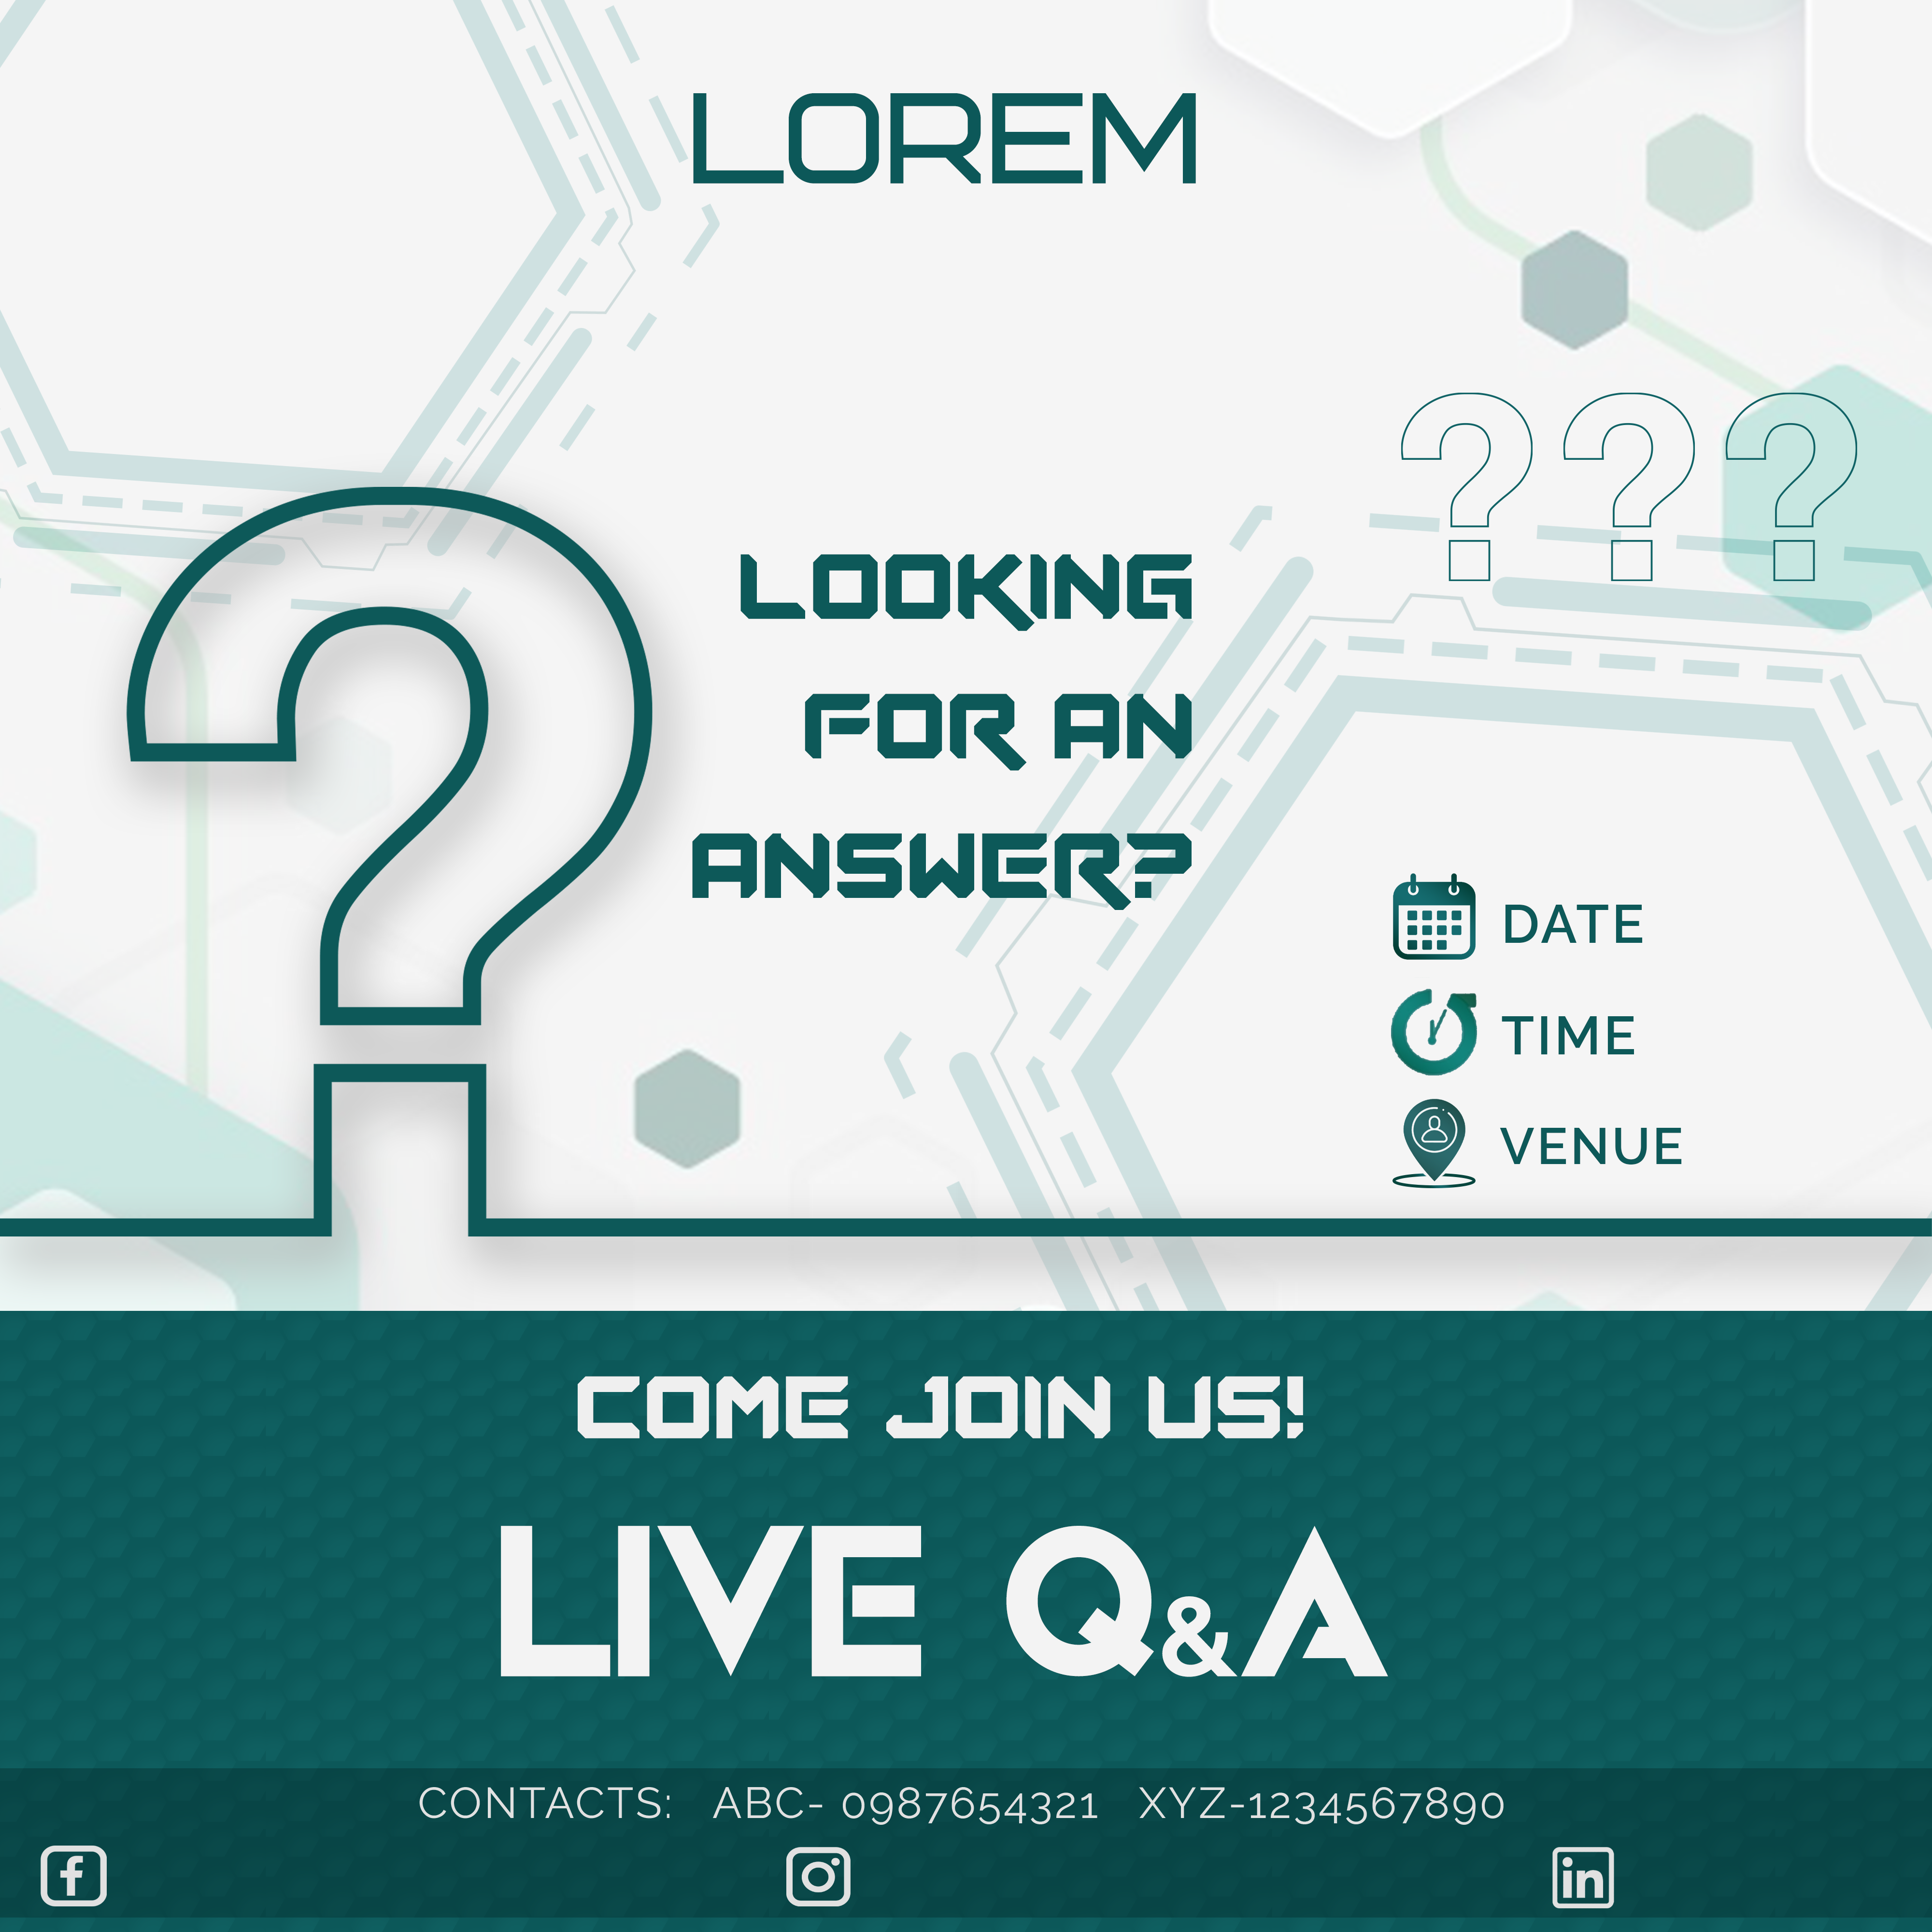 LOREM
???
LOOKING
FOR AN
ANSWER?
?
DATE
TIME
VENUE
COME JOIN US!
LIVE Q&A
CONTACTS: ABC- 0987654321 XYZ-1234567890